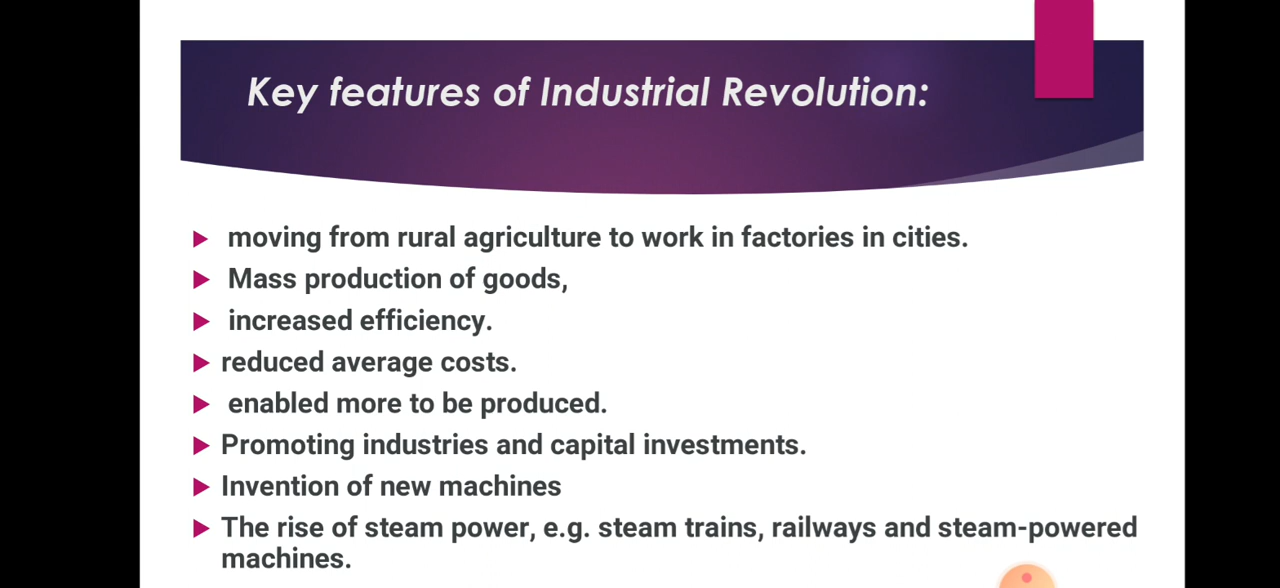 Key features of Industrial Revolution:
moving from rural agriculture to work in factories in cities.
Mass production of goods,
increased efficiency.
reduced average costs.
enabled more to be produced.
Promoting industries and capital investments.
Invention of new machines
The rise of steam power, e.g. steam trains, railways and steam-powered
machines.